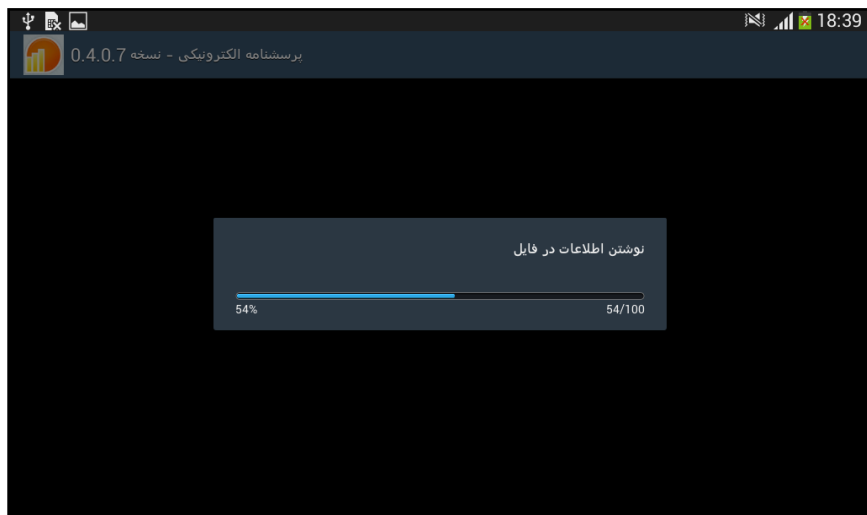 18:39
پرسشنامه الکترونیکی - نسخه 0.4.0.7
نوشتن اطلاعات در فایل
54% 54/100